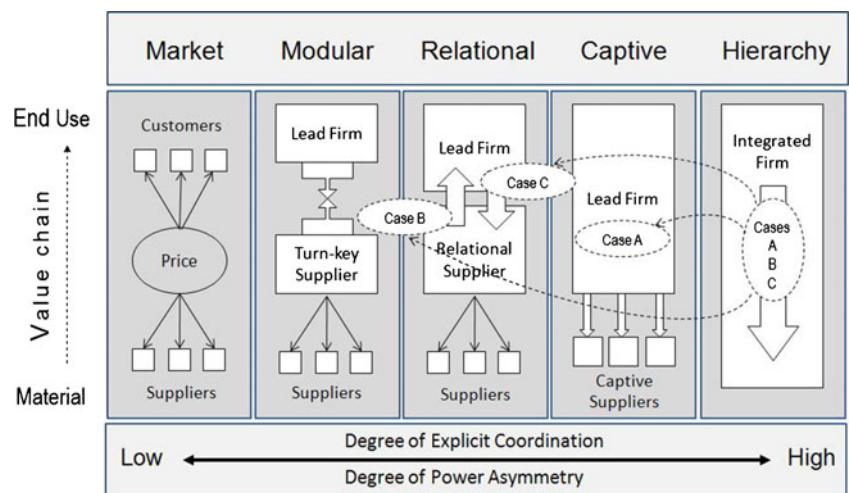 Market
Modular
Relational
Captive
Hierarchy
End Use
Value chain
Material
Customers
Price
Suppliers
Lead Firm
Turn-key
Supplier
Suppliers
Lead Firm
Relational
Supplier
Suppliers
Case B
Case C
Lead Firm
Case A
Captive
Suppliers
Integrated
Firm
Cases
A
B
C
Degree of Explicit Coordination
Low
High
Degree of Power Asymmetry